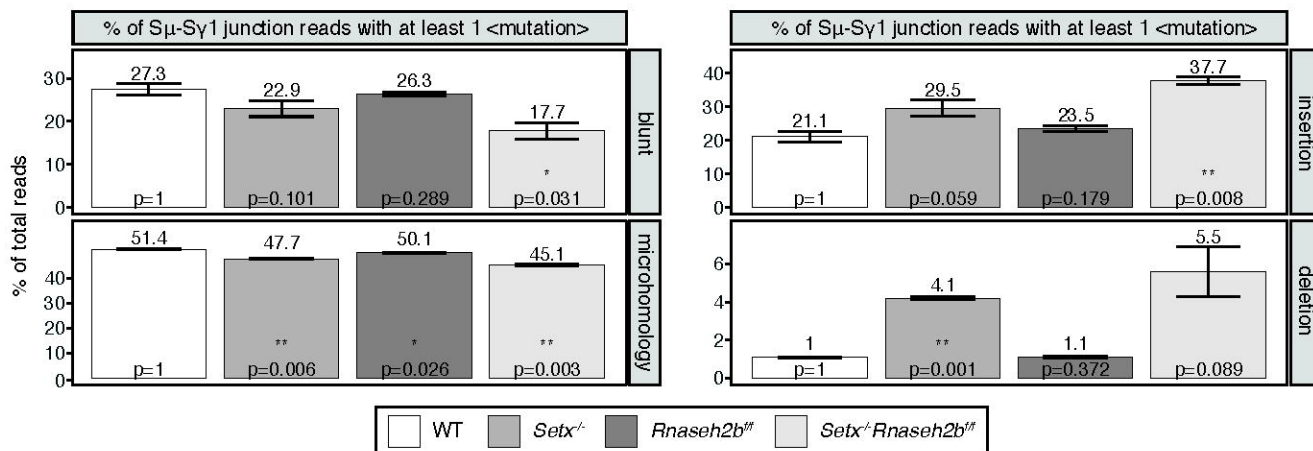 % of Sμ-Sγ1 junction reads with at least 1 <mutation>
% of Sμ-Sγ1 junction reads with at least 1 <mutation>
% of total reads
30
20
10
0
27.3
22.9
26.3
17.7
*
p=1
p=0.101
p=0.289
p=0.031
blunt
40
30
20
10
0
21.1
29.5
23.5
37.7
**
p=1
p=0.059
p=0.179
p=0.008
insertion
40
30
20
10
0
51.4
47.7
50.1
45.1
**
*
**
p=1
p=0.006
p=0.026
p=0.003
microhomology
6
4
2
0
1
4.1
1.1
5.5
**
p=1
p=0.001
p=0.372
p=0.089
deletion
WT
Setx-/-
Rnaseh2bf/f
Setx-/-Rnaseh2bf/f